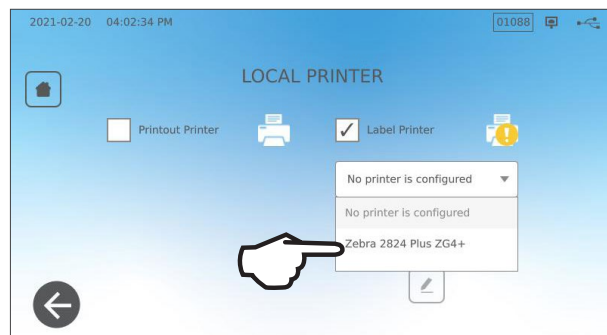 2021-02-20 04:02:34 PM 01088
LOCAL PRINTER
Printout Printer
Label Printer
No printer is configured
No printer is configured
Zebra 2824 Plus ZG4+